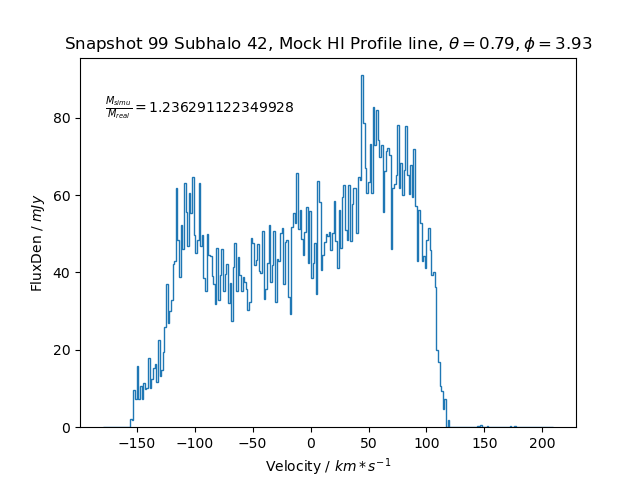 Snapshot 99 Subhalo 42, Mock HI Profile line, θ = 0.79, ϕ = 3.93
M_simu/M_real = 1.236291122349928
80
60
40
20
0
FluxDen / mJy
−150 −100 −50 0 50 100 150 200
Velocity / km * s⁻¹